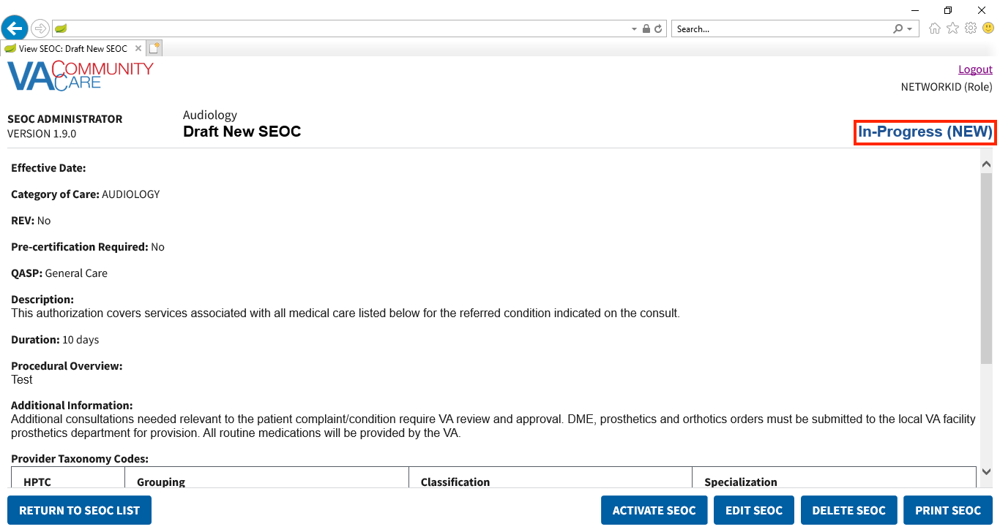 Search...
View SEOC: Draft New SEOC
VA COMMUNITY CARE
Logout
NETWORKID (Role)
SEOC ADMINISTRATOR
VERSION 1.9.0
Audiology
Draft New SEOC
In-Progress (NEW)
Effective Date:
Category of Care: AUDIOLOGY
REV: No
Pre-certification Required: No
QASP: General Care
Description:
This authorization covers services associated with all medical care listed below for the referred condition indicated on the consult.
Duration: 10 days
Procedural Overview:
Test
Additional Information:
Additional consultations needed relevant to the patient complaint/condition require VA review and approval. DME, prosthetics and orthotics orders must be submitted to the local VA facility
prosthetics department for provision. All routine medications will be provided by the VA.
Provider Taxonomy Codes:
HPTC Grouping Classification Specialization
RETURN TO SEOC LIST ACTIVATE SEOC EDIT SEOC DELETE SEOC PRINT SEOC